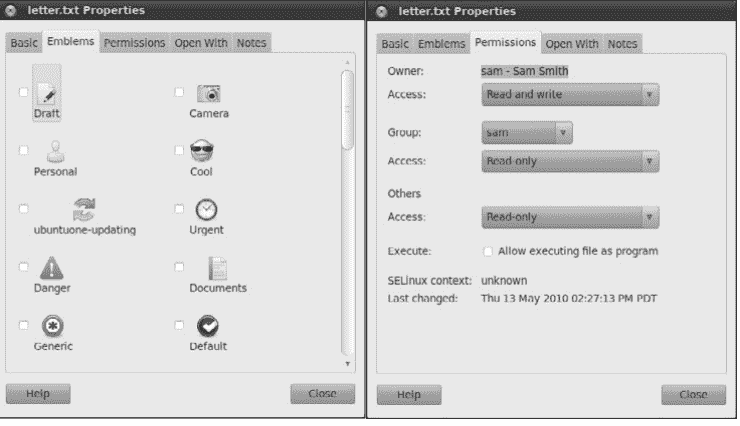 letter.txt Properties
Basic Emblems Permissions Open With Notes
Draft Camera
Personal Cool
ubuntuone-updating Urgent
Danger Documents
Generic Default
Help Close
letter.txt Properties
Basic Emblems Permissions Open With Notes
Owner: sam - Sam Smith
Access: Read and write
Group: sam
Access: Read-only
Others
Access: Read-only
Execute: Allow executing file as program
SELinux context: unknown
Last changed: Thu 13 May 2010 02:27:13 PM PDT
Help Close